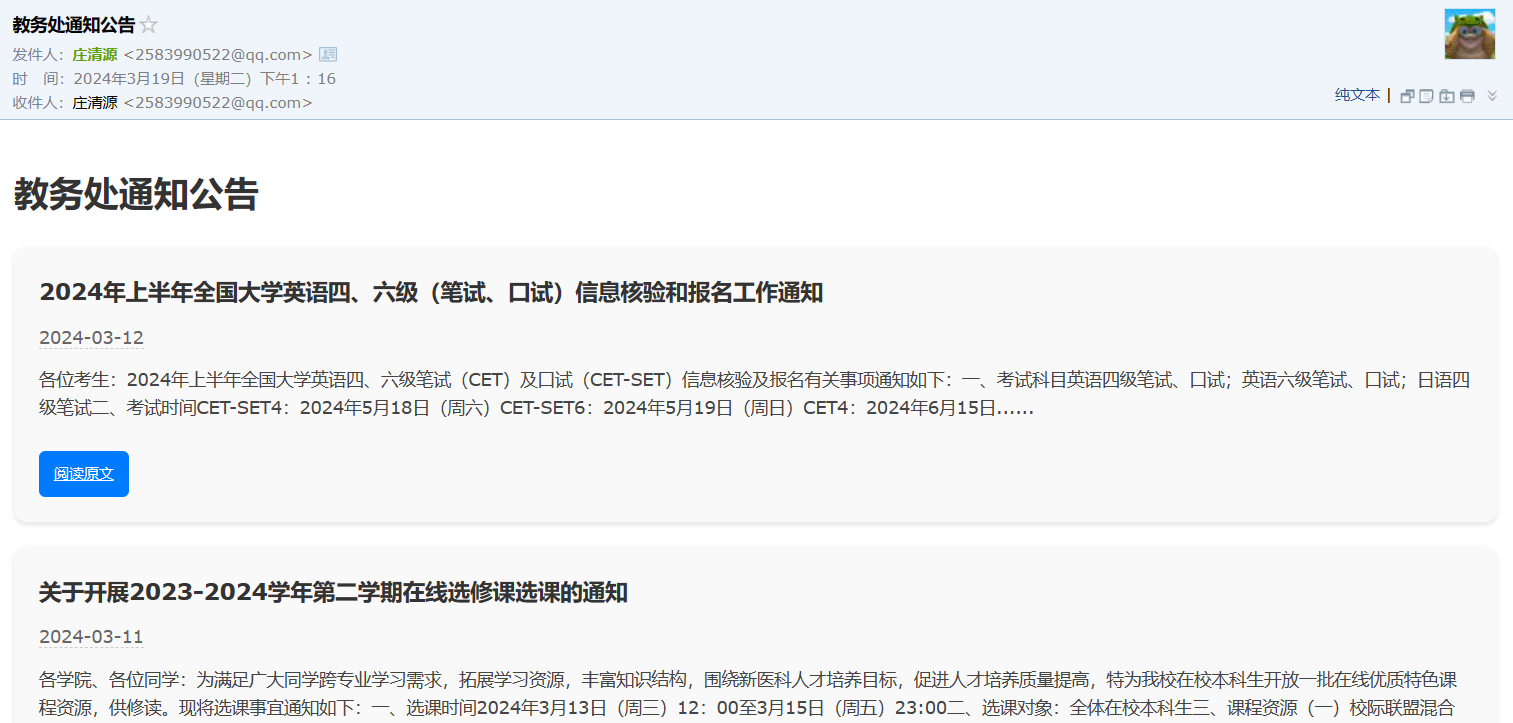 教务处通知公告
发件人：庄清源 <2583990522@qq.com>
时 间：2024年3月19日（星期二）下午1：16
收件人：庄清源 <2583990522@qq.com>
纯文本 |
教务处通知公告
2024年上半年全国大学英语四、六级（笔试、口试）信息核验和报名工作通知
2024-03-12
各位考生：2024年上半年全国大学英语四、六级笔试（CET）及口试（CET-SET）信息核验及报名有关事项通知如下：一、考试科目英语四级笔试、口试；英语六级笔试、口试；日语四
级笔试二、考试时间CET-SET4：2024年5月18日（周六）CET-SET6：2024年5月19日（周日）CET4：2024年6月15日......
阅读原文
关于开展2023-2024学年第二学期在线选修课选课的通知
2024-03-11
各学院、各位同学：为满足广大同学跨专业学习需求，拓展学习资源，丰富知识结构，围绕新医科人才培养目标，促进人才培养质量提高，特为我校在校本科生开放一批在线优质特色课
程资源，供修读。现将选课事宜通知如下：一、选课时间2024年3月13日（周三）12：00至3月15日（周五）23:00二、选课对象：全体在校本科生三、课程资源（一）校际联盟混合